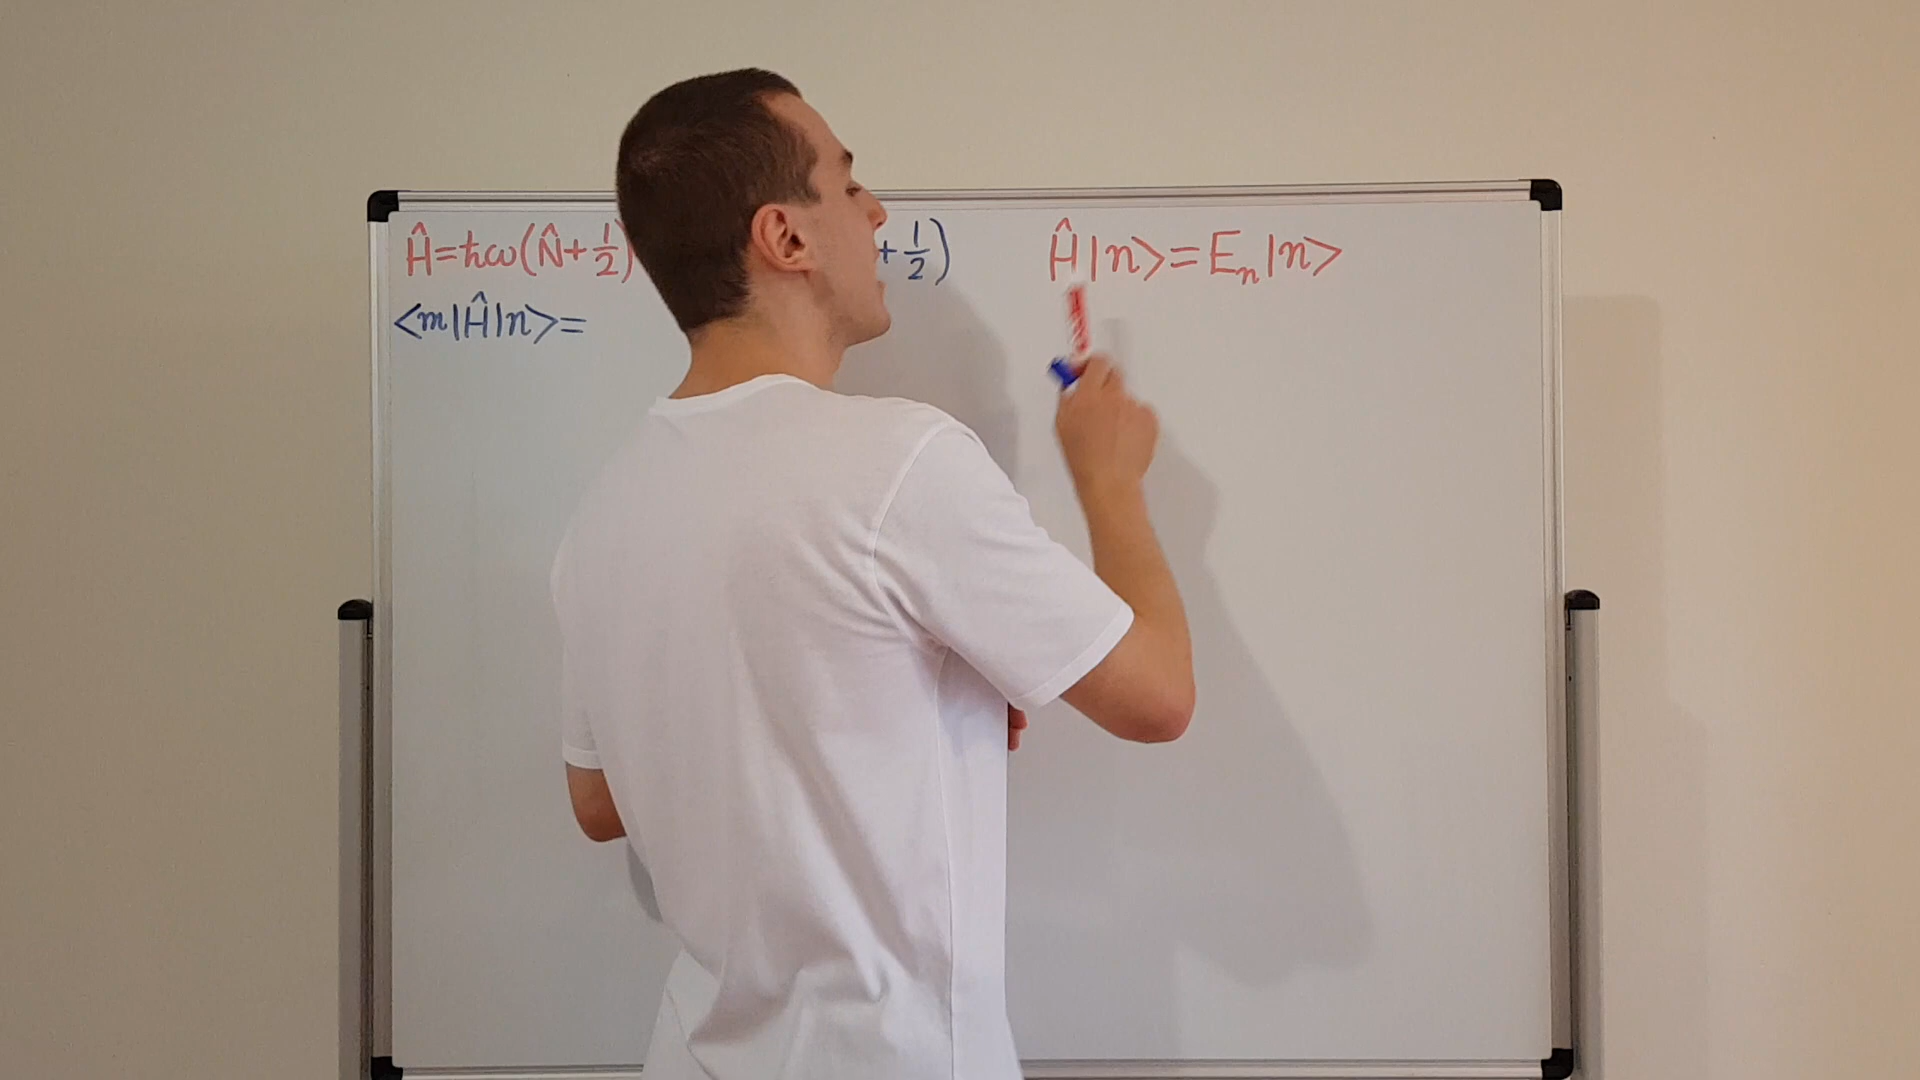 Ĥ=ħω(N̂+1/2) +1/2) Ĥ|n>=Eₙ|n>
<m|Ĥ|n>=